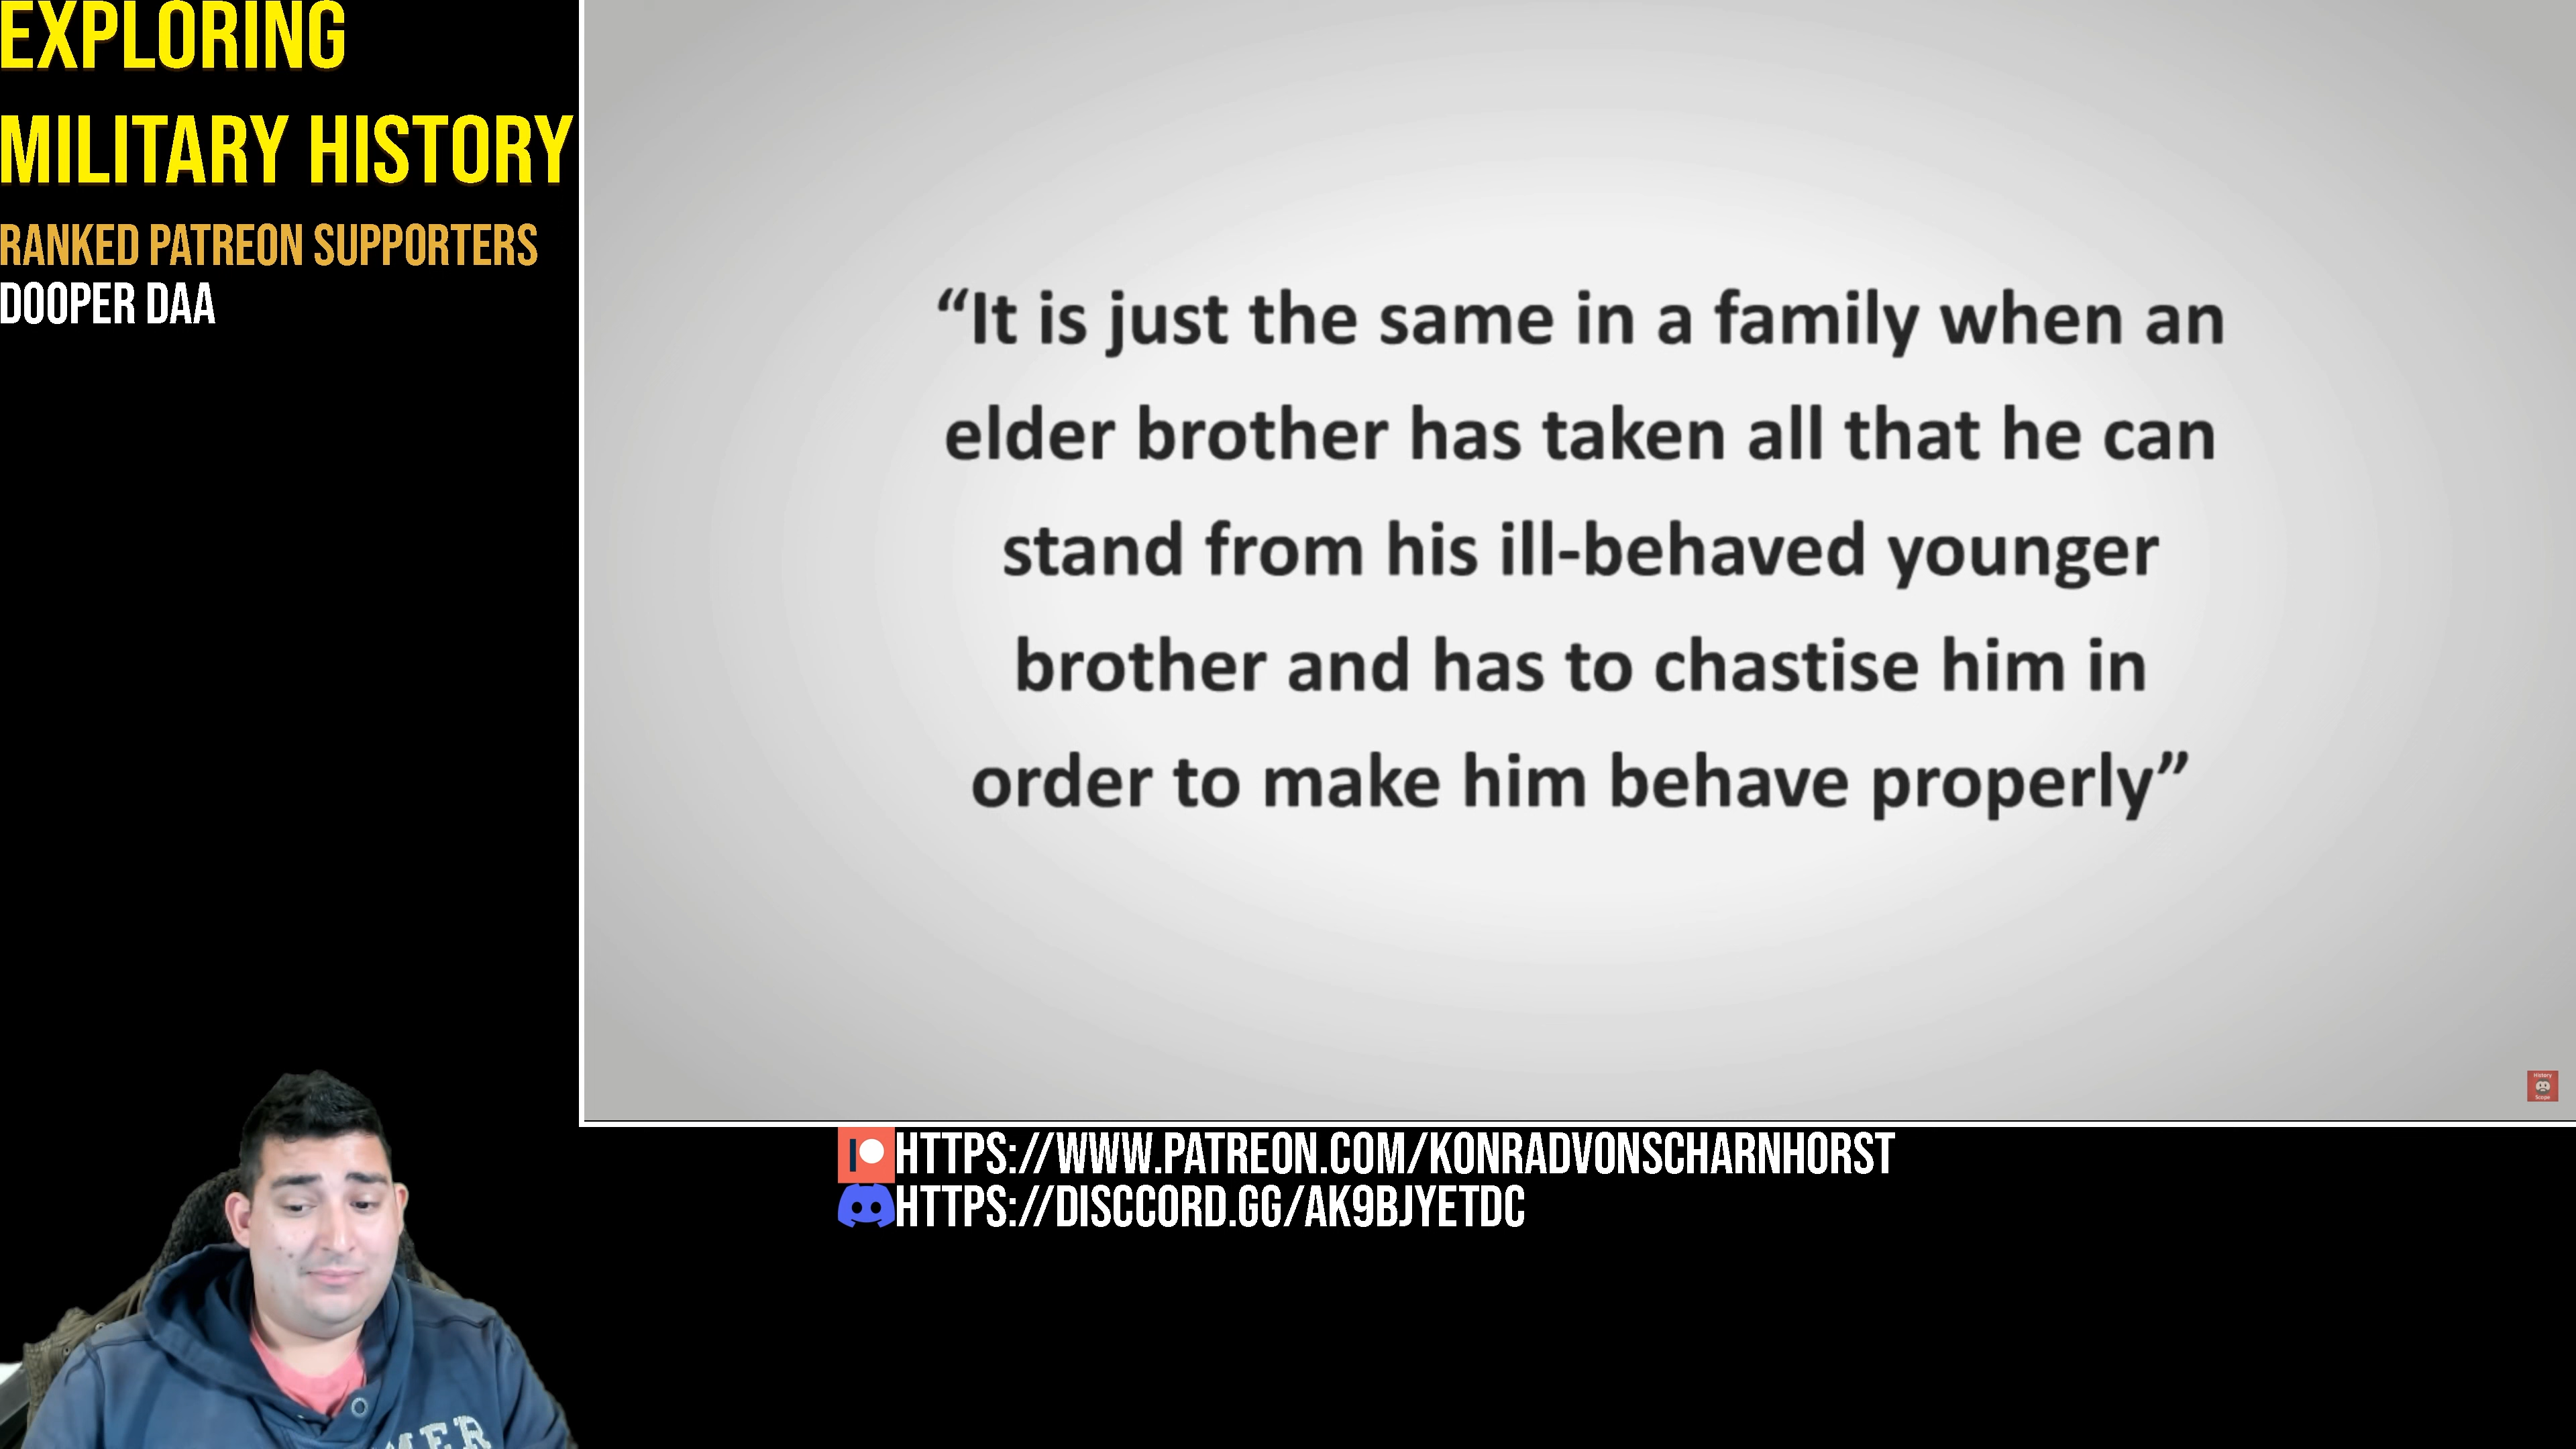 EXPLORING
MILITARY HISTORY
RANKED PATREON SUPPORTERS
DOOPER DAA
“It is just the same in a family when an
elder brother has taken all that he can
stand from his ill-behaved younger
brother and has to chastise him in
order to make him behave properly”
History
Scope
HTTPS://WWW.PATREON.COM/KONRADVONSCHARNHORST
HTTPS://DISCCORD.GG/AK9BJYETDC